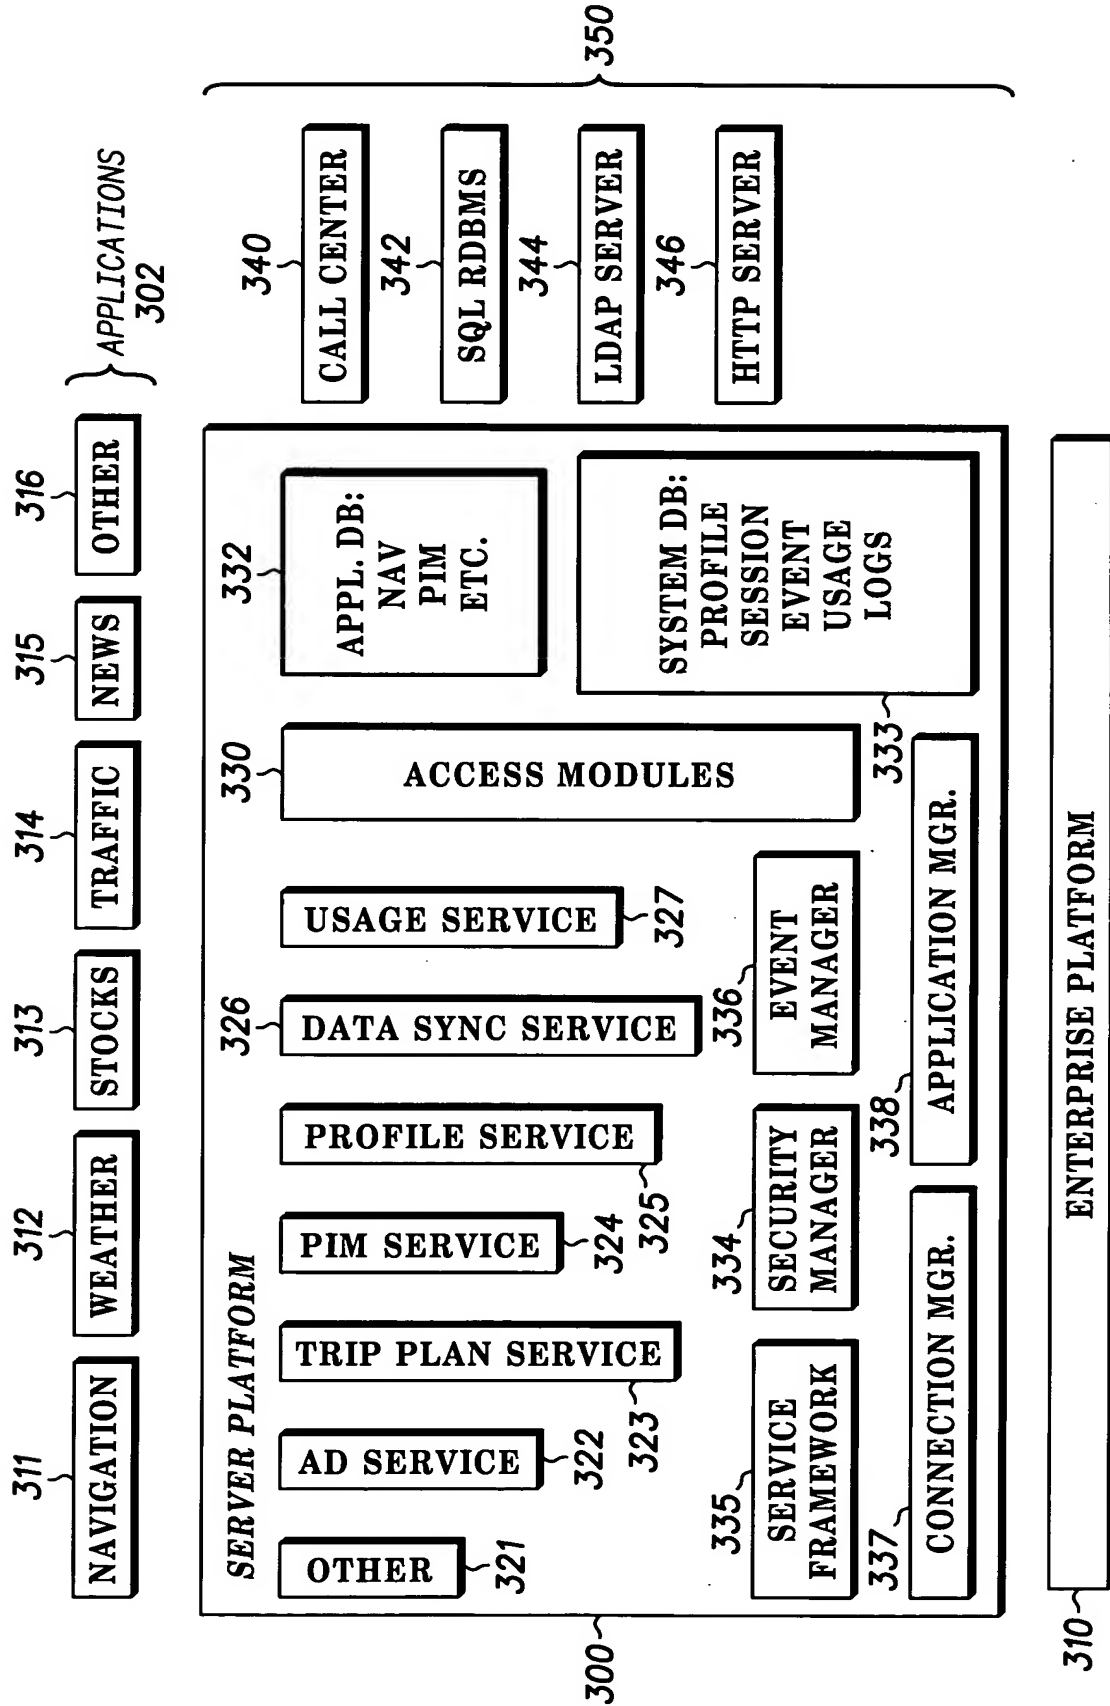 311
312
313
314
315
316
NAVIGATION
WEATHER
STOCKS
TRAFFIC
NEWS
OTHER
APPLICATIONS
302
SERVER PLATFORM
326
330
332
OTHER
321
AD SERVICE
322
TRIP PLAN SERVICE
323
PIM SERVICE
324
PROFILE SERVICE
325
DATA SYNC SERVICE
USAGE SERVICE
327
ACCESS MODULES
APPL. DB:
NAV
PIM
ETC.
SYSTEM DB:
PROFILE
SESSION
EVENT
USAGE
LOGS
333
335
SERVICE
FRAMEWORK
334
SECURITY
MANAGER
336
EVENT
MANAGER
337
CONNECTION MGR.
338
APPLICATION MGR.
300
340
CALL CENTER
342
SQL RDBMS
344
LDAP SERVER
346
HTTP SERVER
350
310
ENTERPRISE PLATFORM